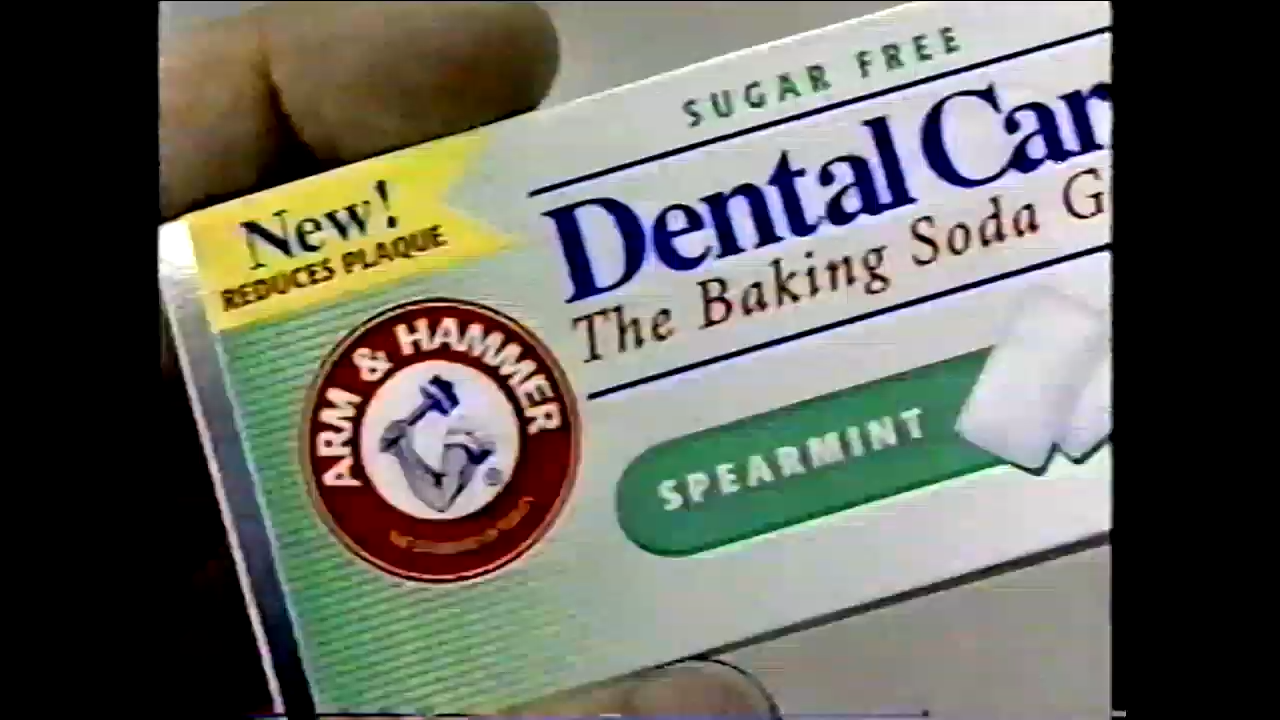 SUGAR FREE
Dental Car
The Baking Soda G
New!
REDUCES PLAQUE
ARM & HAMMER
®
SPEARMINT